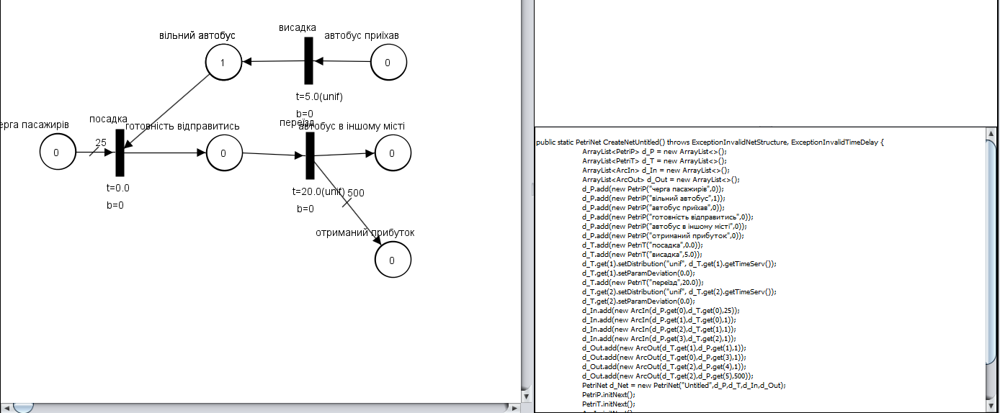 вільний автобус
висадка
автобус приїхав
1
0
t=5.0(unif)
b=0
посадка
переїзд
ерга пасажирів
готовність відправитись
автобус в іншому місті
25
0
0
0
t=0.0
b=0
t=20.0(unif)
b=0
500
отриманий прибуток
0
public static PetriNet CreateNetUntitled() throws ExceptionInvalidNetStructure, ExceptionInvalidTimeDelay {
ArrayList<PetriP> d_P = new ArrayList<>();
ArrayList<PetriT> d_T = new ArrayList<>();
ArrayList<ArcIn> d_In = new ArrayList<>();
ArrayList<ArcOut> d_Out = new ArrayList<>();
d_P.add(new PetriP("черга пасажирів",0));
d_P.add(new PetriP("вільний автобус",1));
d_P.add(new PetriP("автобус приїхав",0));
d_P.add(new PetriP("готовність відправитись",0));
d_P.add(new PetriP("автобус в іншому місті",0));
d_P.add(new PetriP("отриманий прибуток",0));
d_T.add(new PetriT("посадка",0.0));
d_T.add(new PetriT("висадка",5.0));
d_T.get(1).setDistribution("unif", d_T.get(1).getTimeServ());
d_T.get(1).setParamDeviation(0.0);
d_T.add(new PetriT("переїзд",20.0));
d_T.get(2).setDistribution("unif", d_T.get(2).getTimeServ());
d_T.get(2).setParamDeviation(0.0);
d_In.add(new ArcIn(d_P.get(0),d_T.get(0),25));
d_In.add(new ArcIn(d_P.get(1),d_T.get(0),1));
d_In.add(new ArcIn(d_P.get(2),d_T.get(1),1));
d_In.add(new ArcIn(d_P.get(3),d_T.get(2),1));
d_Out.add(new ArcOut(d_T.get(1),d_P.get(1),1));
d_Out.add(new ArcOut(d_T.get(0),d_P.get(3),1));
d_Out.add(new ArcOut(d_T.get(2),d_P.get(4),1));
d_Out.add(new ArcOut(d_T.get(2),d_P.get(5),500));
PetriNet d_Net = new PetriNet("Untitled",d_P,d_T,d_In,d_Out);
PetriP.initNext();
PetriT.initNext();